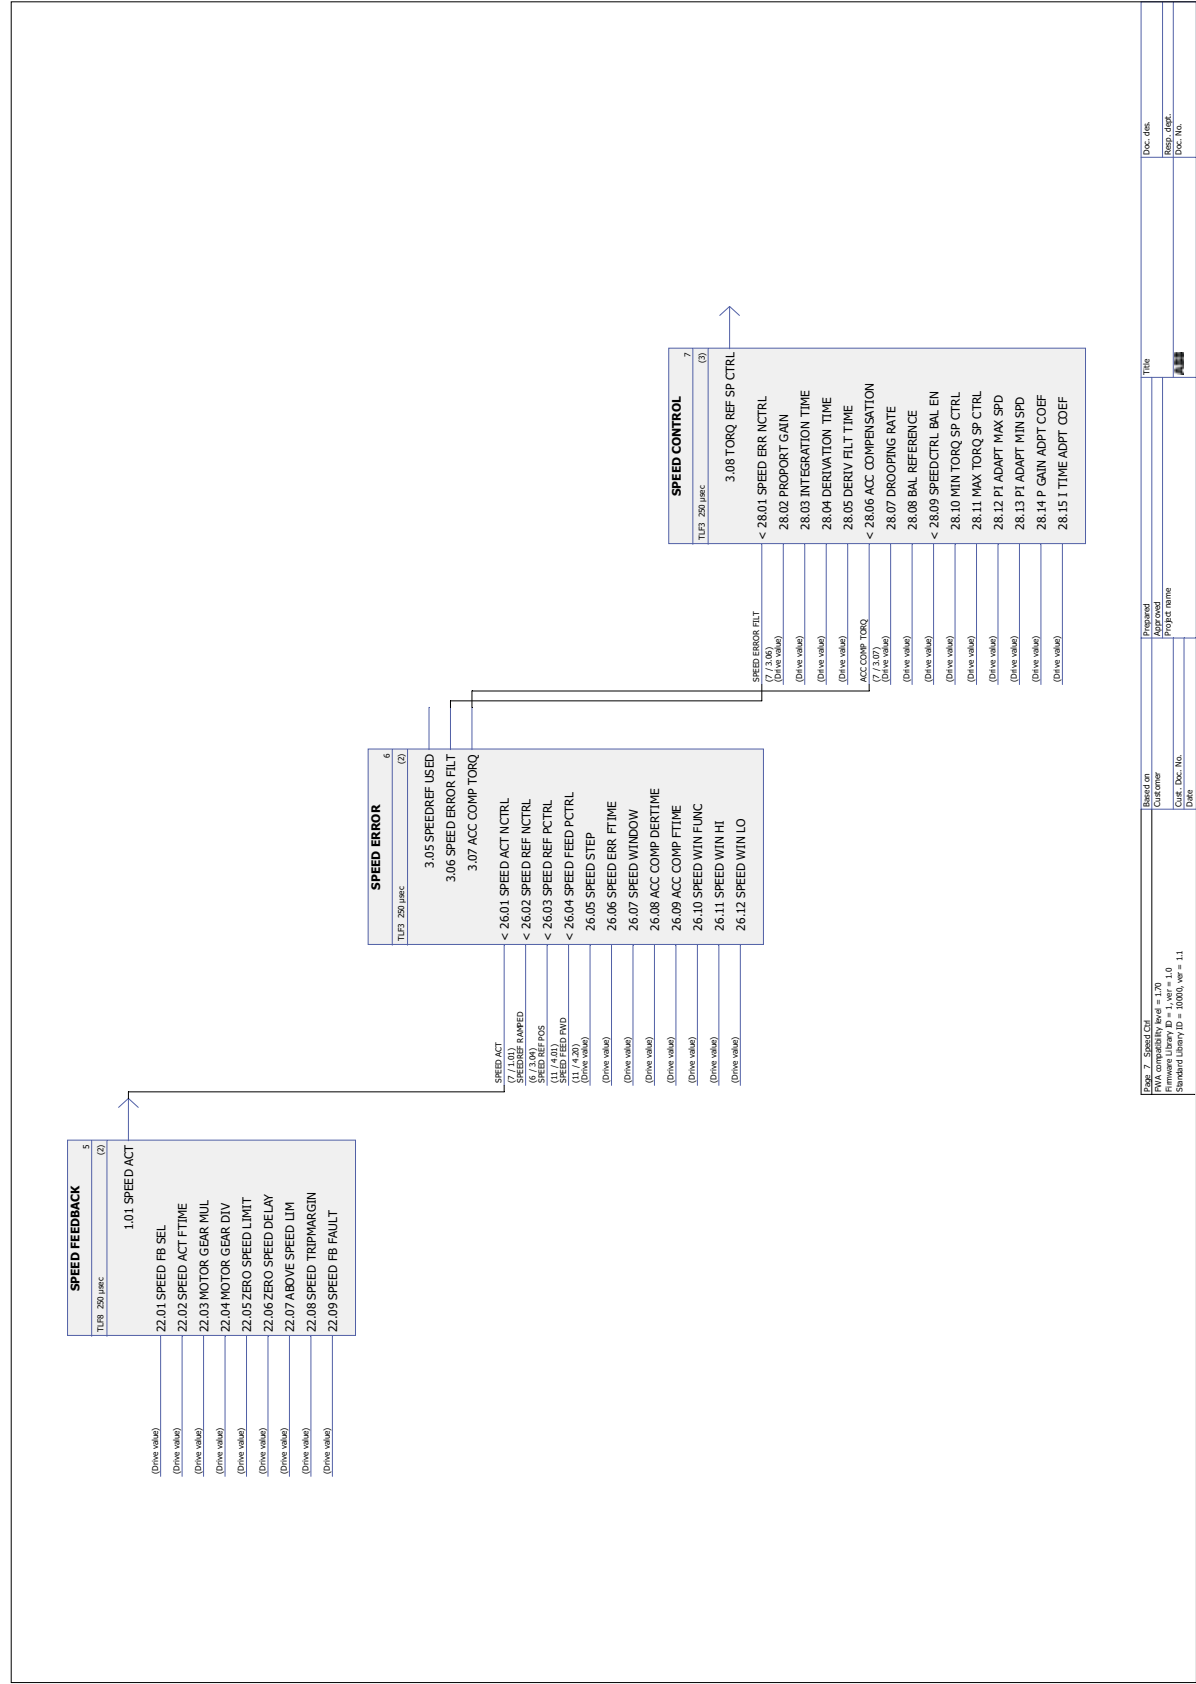 SPEED FEEDBACK
5
TLF8 250 µsec
(2)
1.01 SPEED ACT
22.01 SPEED FB SEL
22.02 SPEED ACT FTIME
22.03 MOTOR GEAR MUL
22.04 MOTOR GEAR DIV
22.05 ZERO SPEED LIMIT
22.06 ZERO SPEED DELAY
22.07 ABOVE SPEED LIM
22.08 SPEED TRIPMARGIN
22.09 SPEED FB FAULT
(Drive value)
(Drive value)
(Drive value)
(Drive value)
(Drive value)
(Drive value)
(Drive value)
(Drive value)
(Drive value)
SPEED ERROR
6
TLF3 250 µsec
(2)
3.05 SPEEDREF USED
3.06 SPEED ERROR FILT
3.07 ACC COMP TORQ
< 26.01 SPEED ACT NCTRL
< 26.02 SPEED REF NCTRL
< 26.03 SPEED REF PCTRL
< 26.04 SPEED FEED PCTRL
26.05 SPEED STEP
26.06 SPEED ERR FTIME
26.07 SPEED WINDOW
26.08 ACC COMP DERTIME
26.09 ACC COMP FTIME
26.10 SPEED WIN FUNC
26.11 SPEED WIN HI
26.12 SPEED WIN LO
SPEED ACT
(7 / 1.01)
SPEEDREF RAMPED
(6 / 3.04)
SPEED REF POS
(11 / 4.01)
SPEED FEED FWD
(11 / 4.20)
(Drive value)
(Drive value)
(Drive value)
(Drive value)
(Drive value)
(Drive value)
(Drive value)
(Drive value)
SPEED CONTROL
7
TLF3 250 µsec
(3)
3.08 TORQ REF SP CTRL
< 28.01 SPEED ERR NCTRL
28.02 PROPORT GAIN
28.03 INTEGRATION TIME
28.04 DERIVATION TIME
28.05 DERIV FILT TIME
< 28.06 ACC COMPENSATION
28.07 DROOPING RATE
28.08 BAL REFERENCE
< 28.09 SPEEDCTRL BAL EN
28.10 MIN TORQ SP CTRL
28.11 MAX TORQ SP CTRL
28.12 PI ADAPT MAX SPD
28.13 PI ADAPT MIN SPD
28.14 P GAIN ADPT COEF
28.15 I TIME ADPT COEF
SPEED ERROR FILT
(7 / 3.06)
(Drive value)
(Drive value)
(Drive value)
(Drive value)
ACC COMP TORQ
(7 / 3.07)
(Drive value)
(Drive value)
(Drive value)
(Drive value)
(Drive value)
(Drive value)
(Drive value)
(Drive value)
(Drive value)
Page 7 Speed Ctrl
FWA compatibility level = 1.70
Firmware Library ID = 1, ver = 1.0
Standard Library ID = 10000, ver = 1.1
Based on
Customer
Cust. Doc. No.
Date
Prepared
Approved
Project name
Title
ABB
Doc. des.
Resp. dept.
Doc. No.